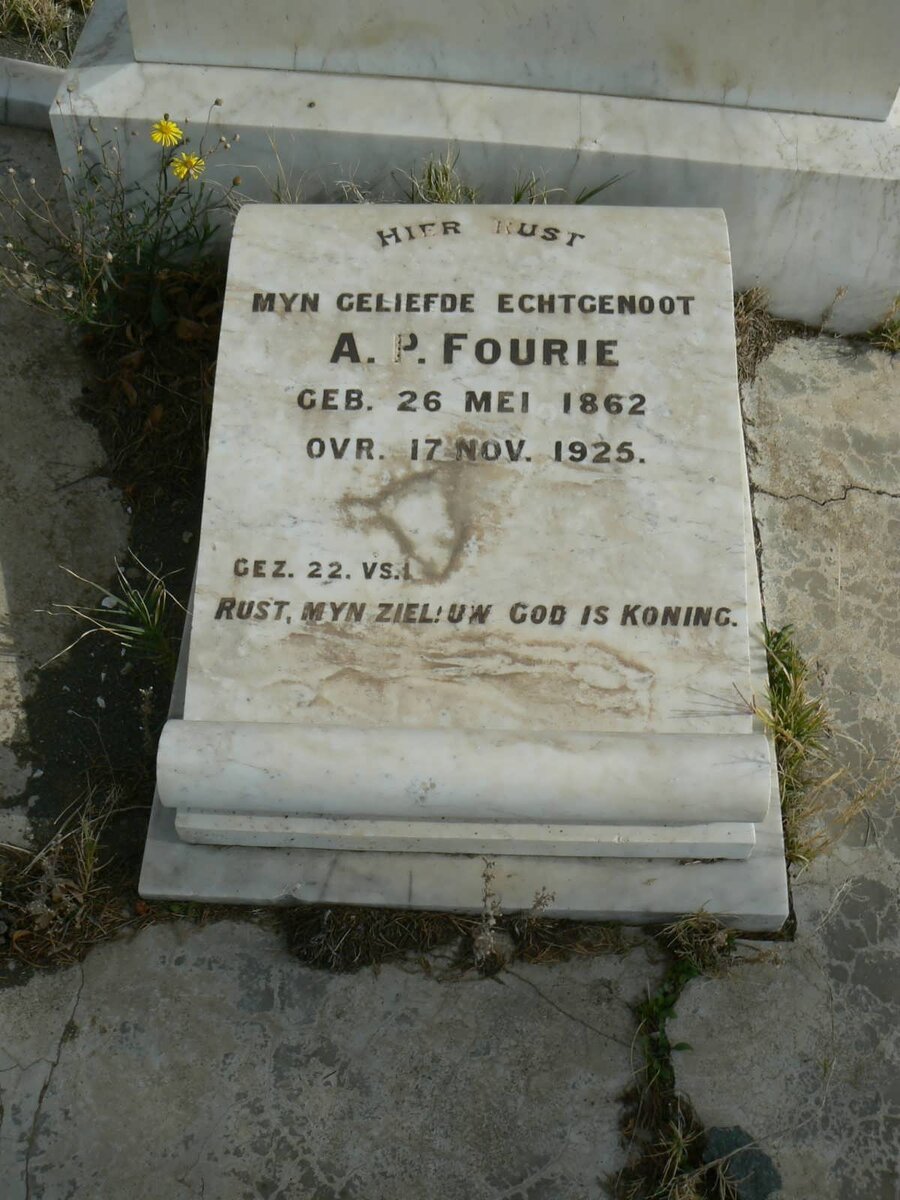 HIER RUST
MYN GELIEFDE ECHTGENOOT
A. P. FOURIE
GEB. 26 MEI 1862
OVR. 17 NOV. 1925.
GEZ. 22. VS.1
RUST, MYN ZIEL! UW GOD IS KONING.